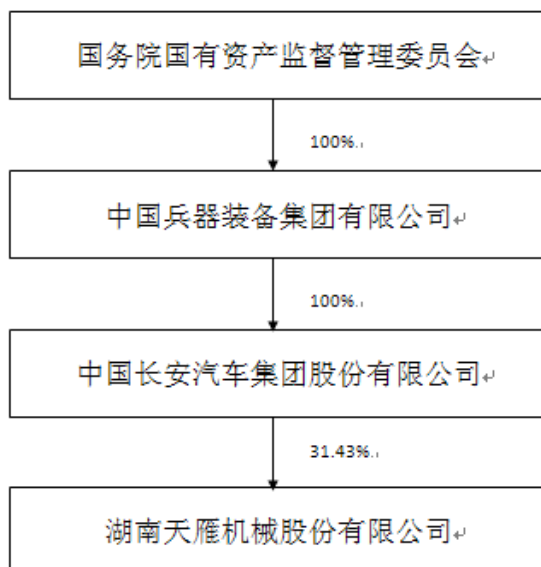 国务院国有资产监督管理委员会
100%
中国兵器装备集团有限公司
100%
中国长安汽车集团股份有限公司
31.43%
湖南天雁机械股份有限公司